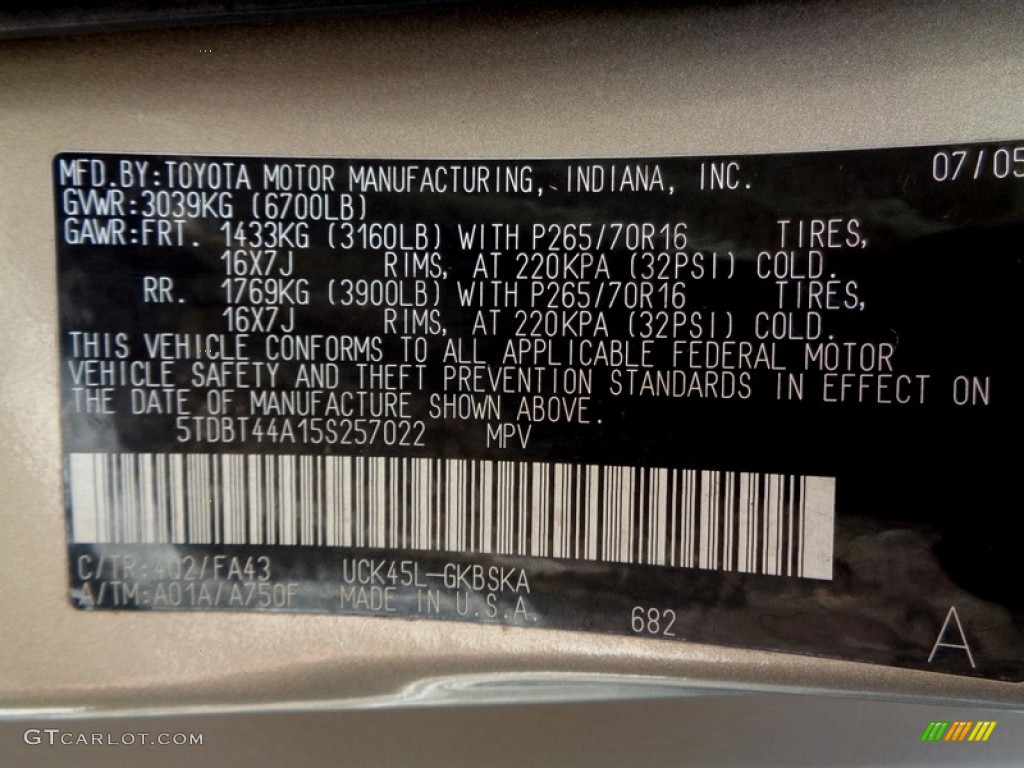 MFD.BY:TOYOTA MOTOR MANUFACTURING, INDIANA, INC. 07/05
GVWR:3039KG (6700LB)
GAWR:FRT. 1433KG (3160LB) WITH P265/70R16 TIRES,
16X7J RIMS, AT 220KPA (32PSI) COLD.
RR. 1769KG (3900LB) WITH P265/70R16 TIRES,
16X7J RIMS, AT 220KPA (32PSI) COLD.
THIS VEHICLE CONFORMS TO ALL APPLICABLE FEDERAL MOTOR
VEHICLE SAFETY AND THEFT PREVENTION STANDARDS IN EFFECT ON
THE DATE OF MANUFACTURE SHOWN ABOVE.
5TDBT44A15S257022 MPV
C/TR:4Q2/FA43 UCK45L-GKBSKA
A/TM:A01A/A750F MADE IN U.S.A.
682
A
GTCARLOT.COM